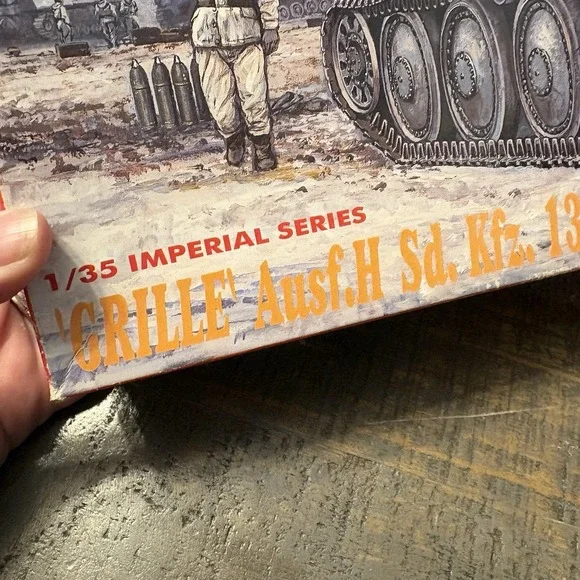 1/35 IMPERIAL SERIES
'GRILLE' Ausf.H Sd. Kfz. 13